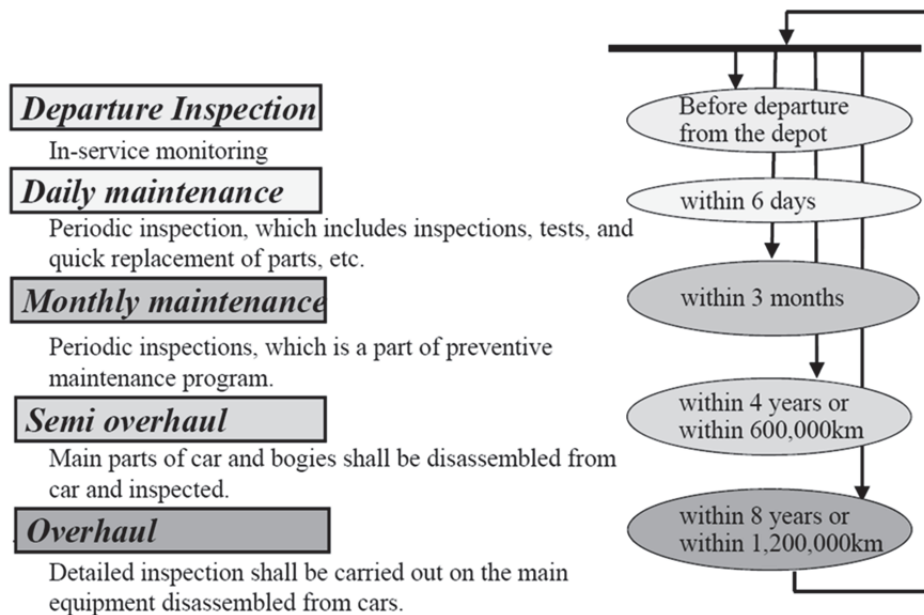 Departure Inspection
In-service monitoring
Daily maintenance
Periodic inspection, which includes inspections, tests, and
quick replacement of parts, etc.
Monthly maintenance
Periodic inspections, which is a part of preventive
maintenance program.
Semi overhaul
Main parts of car and bogies shall be disassembled from
car and inspected.
Overhaul
Detailed inspection shall be carried out on the main
equipment disassembled from cars.
Before departure
from the depot
within 6 days
within 3 months
within 4 years or
within 600,000km
within 8 years or
within 1,200,000km